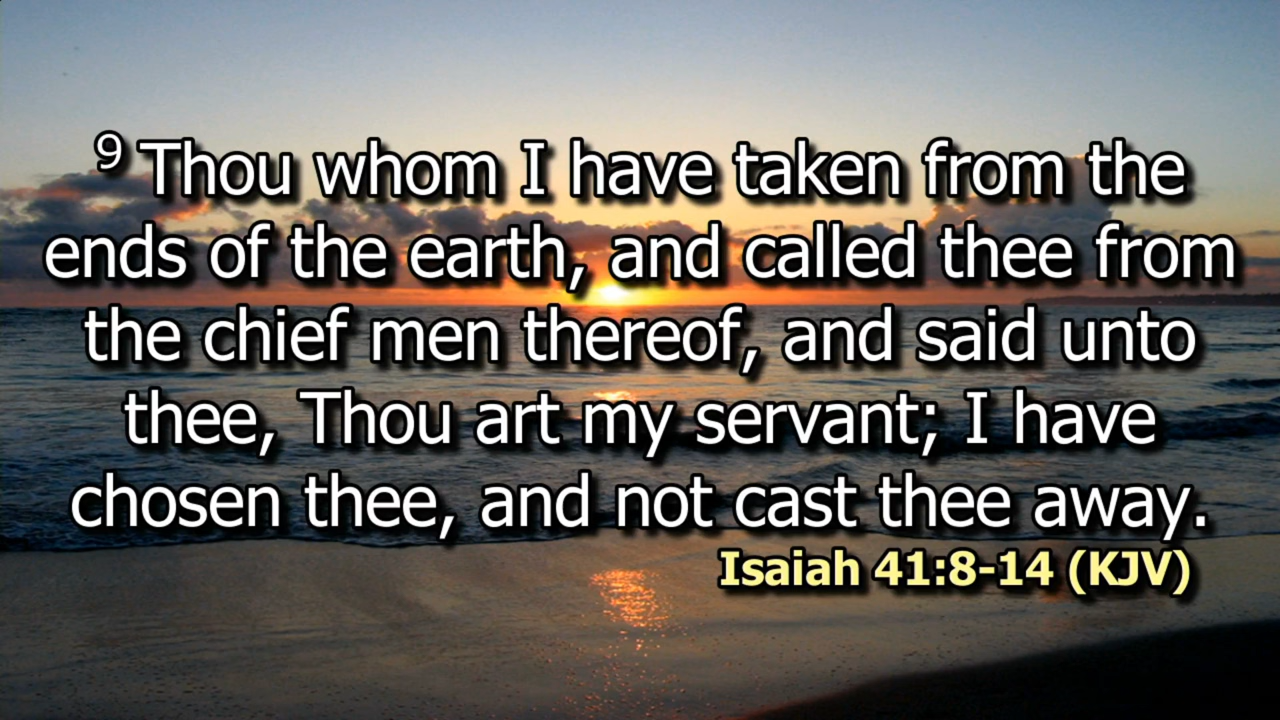 9 Thou whom I have taken from the
ends of the earth, and called thee from
the chief men thereof, and said unto
thee, Thou art my servant; I have
chosen thee, and not cast thee away.
Isaiah 41:8-14 (KJV)